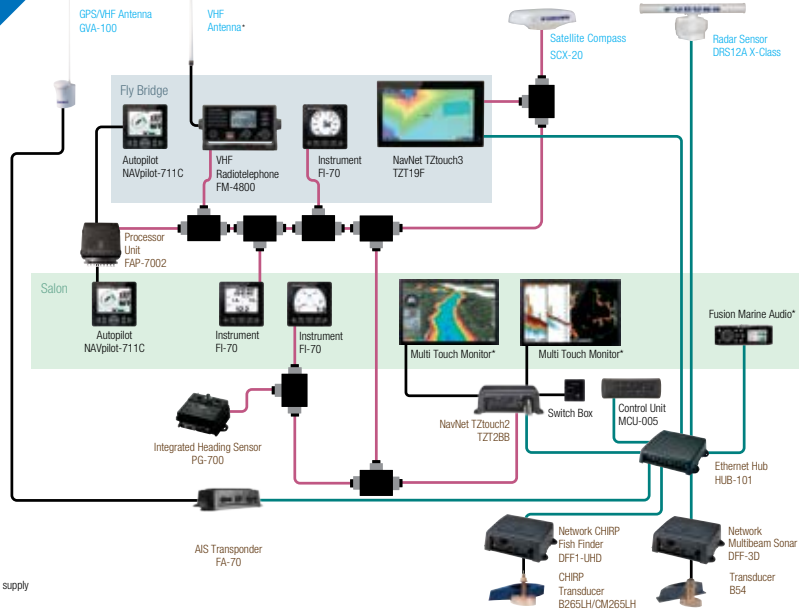 GPS/VHF Antenna
GVA-100
VHF
Antenna*
Satellite Compass
SCX-20
Radar Sensor
DRS12A X-Class
Fly Bridge
Autopilot
NAVpilot-711C
VHF
Radiotelephone
FM-4800
Instrument
FI-70
NavNet TZtouch3
TZT19F
Processor
Unit
FAP-7002
Salon
Autopilot
NAVpilot-711C
Instrument
FI-70
Instrument
FI-70
Multi Touch Monitor*
Multi Touch Monitor*
Fusion Marine Audio*
Integrated Heading Sensor
PG-700
NavNet TZtouch2
TZT2BB
Switch Box
Control Unit
MCU-005
Ethernet Hub
HUB-101
AIS Transponder
FA-70
Network CHIRP
Fish Finder
DFF1-UHD
CHIRP
Transducer
B265LH/CM265LH
Network
Multibeam Sonar
DFF-3D
Transducer
B54
supply